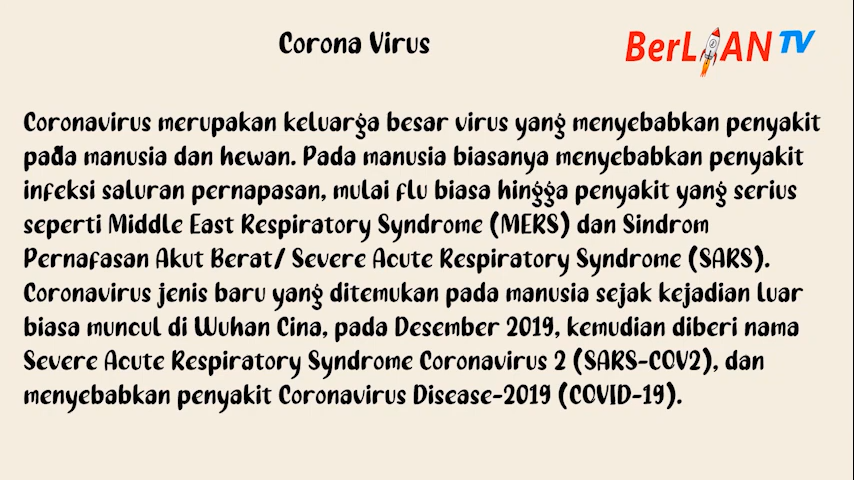 Corona Virus
BerLIAN TV
Coronavirus merupakan keluarga besar virus yang menyebabkan penyakit
pada manusia dan hewan. Pada manusia biasanya menyebabkan penyakit
infeksi saluran pernapasan, mulai flu biasa hingga penyakit yang serius
seperti Middle East Respiratory Syndrome (MERS) dan Sindrom
Pernafasan Akut Berat/ Severe Acute Respiratory Syndrome (SARS).
Coronavirus jenis baru yang ditemukan pada manusia sejak kejadian luar
biasa muncul di Wuhan Cina, pada Desember 2019, kemudian diberi nama
Severe Acute Respiratory Syndrome Coronavirus 2 (SARS-COV2), dan
menyebabkan penyakit Coronavirus Disease-2019 (COVID-19).